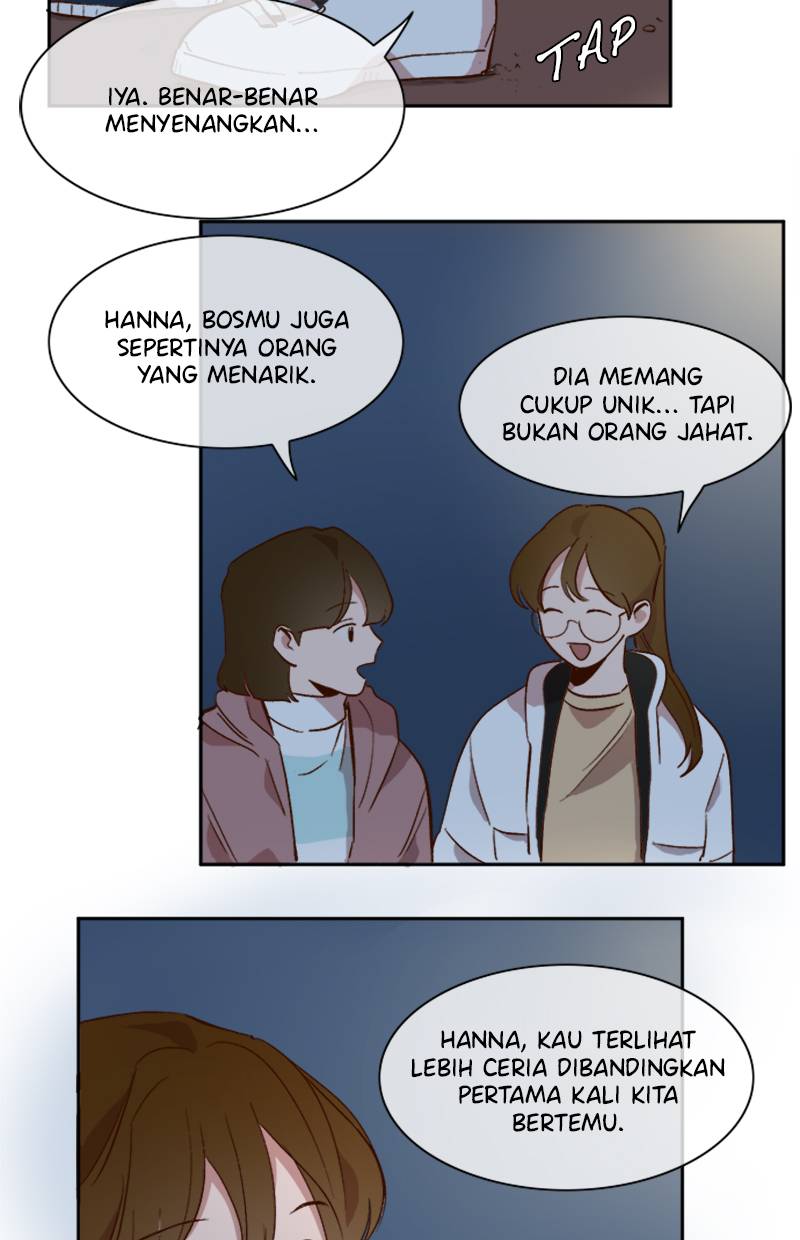 TAP
IYA. BENAR-BENAR
MENYENANGKAN...
HANNA, BOSMU JUGA
SEPERTINYA ORANG
YANG MENARIK.
DIA MEMANG
CUKUP UNIK... TAPI
BUKAN ORANG JAHAT.
HANNA, KAU TERLIHAT
LEBIH CERIA DIBANDINGKAN
PERTAMA KALI KITA
BERTEMU.